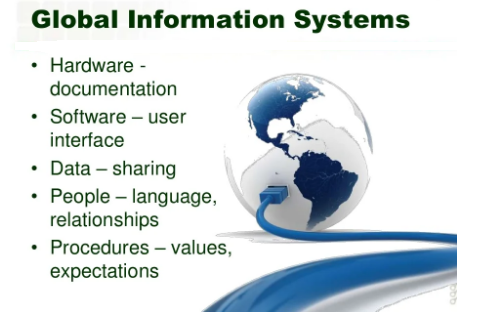 Global Information Systems
• Hardware -
documentation
• Software – user
interface
• Data – sharing
• People – language,
relationships
• Procedures – values,
expectations